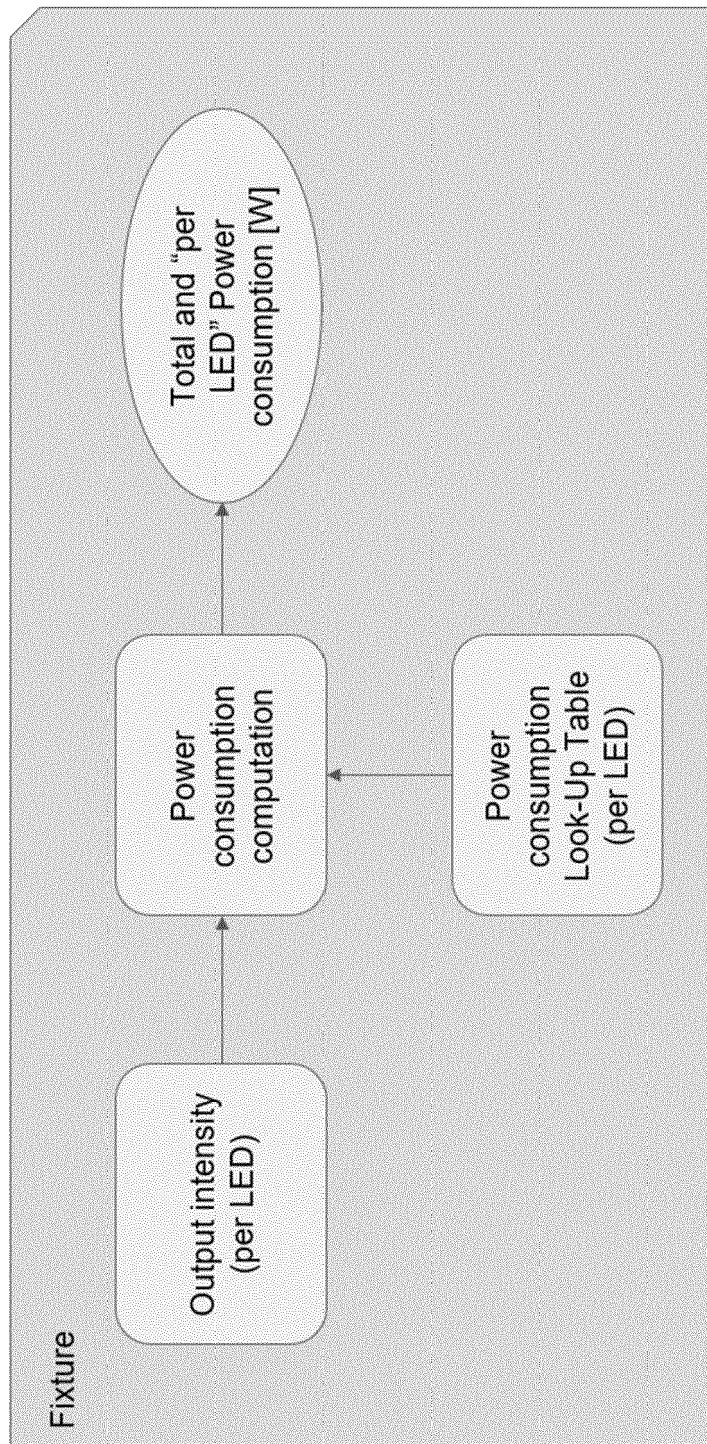 Fixture
Output intensity
(per LED)
Power
consumption
computation
Total and “per
LED” Power
consumption [W]
Power
consumption
Look-Up Table
(per LED)